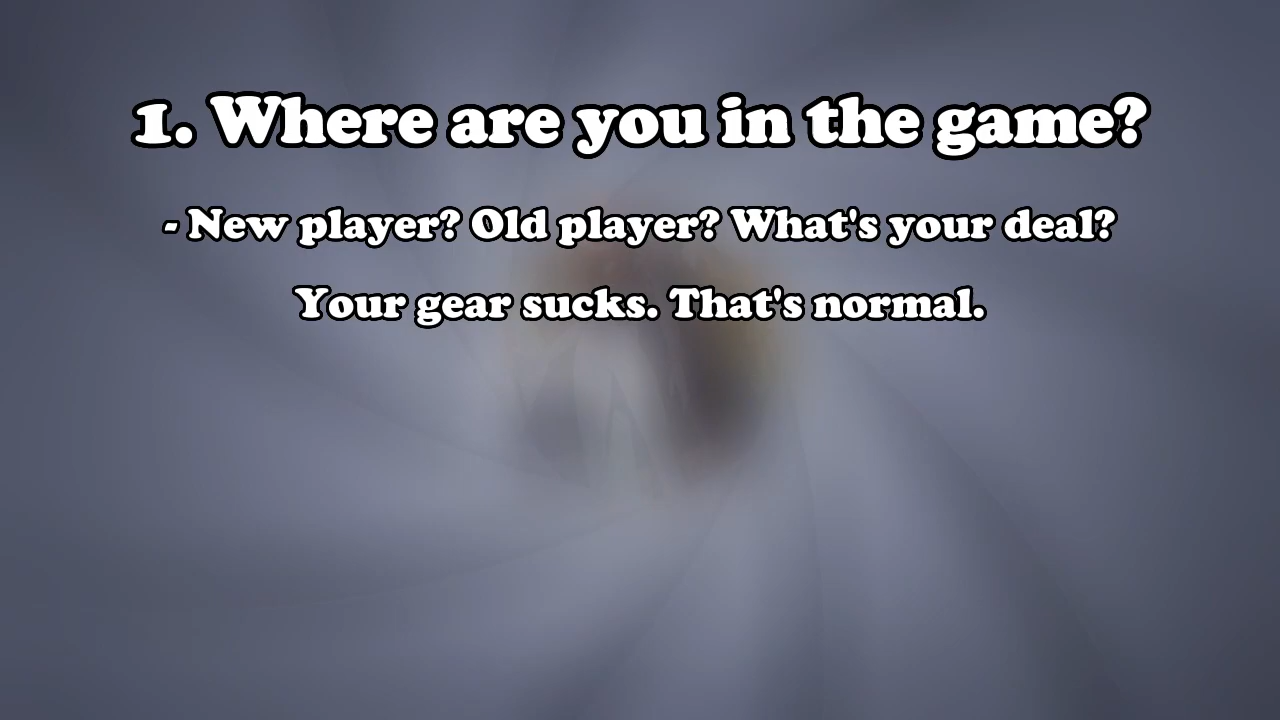 1. Where are you in the game?
- New player? Old player? What's your deal?
Your gear sucks. That's normal.